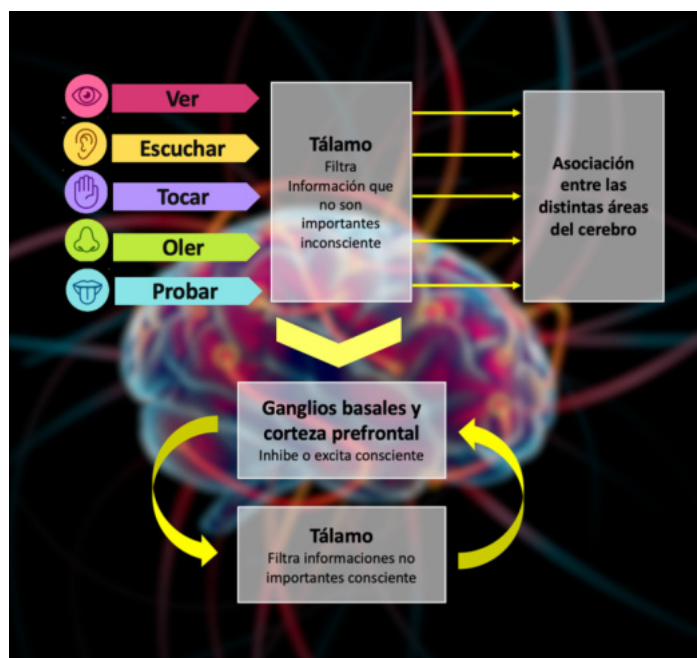 Ver
Escuchar
Tocar
Oler
Probar
Tálamo
Filtra
Información que
no son
importantes
inconsciente
Asociación
entre las
distintas áreas
del cerebro
Ganglios basales y
corteza prefrontal
Inhibe o excita consciente
Tálamo
Filtra informaciones no
importantes consciente